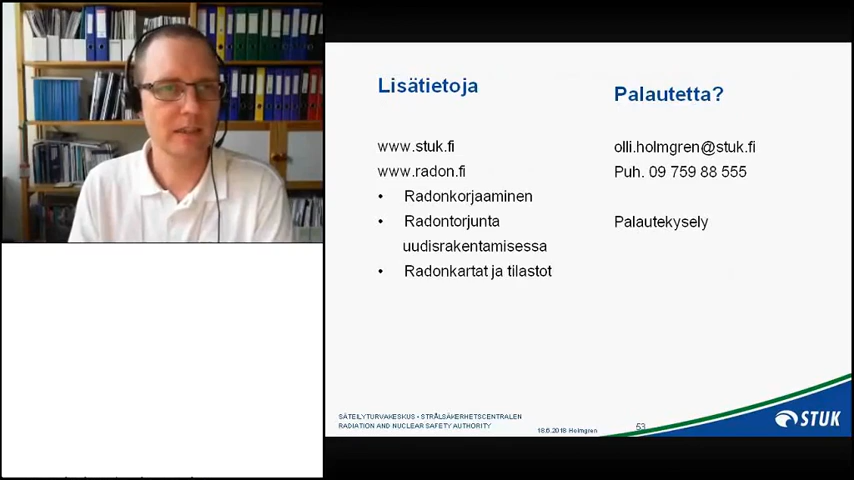 Lisätietoja
www.stuk.fi
www.radon.fi
• Radonkorjaaminen
• Radontorjunta
uudisrakentamisessa
• Radonkartat ja tilastot
Palautetta?
olli.holmgren@stuk.fi
Puh. 09 759 88 555
Palautekysely
SÄTEILYTURVAKESKUS • STRÅLSÄKERHETSCENTRALEN
RADIATION AND NUCLEAR SAFETY AUTHORITY
18.6.2018 Holmgren
53
STUK